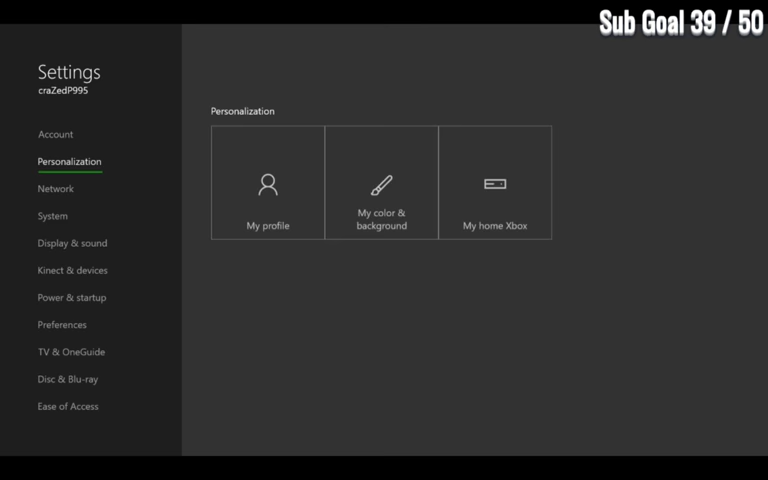 Sub Goal 39 / 50
Settings
craZedP995
Account
Personalization
Network
System
Display & sound
Kinect & devices
Power & startup
Preferences
TV & OneGuide
Disc & Blu-ray
Ease of Access
Personalization
My profile
My color &
background
My home Xbox